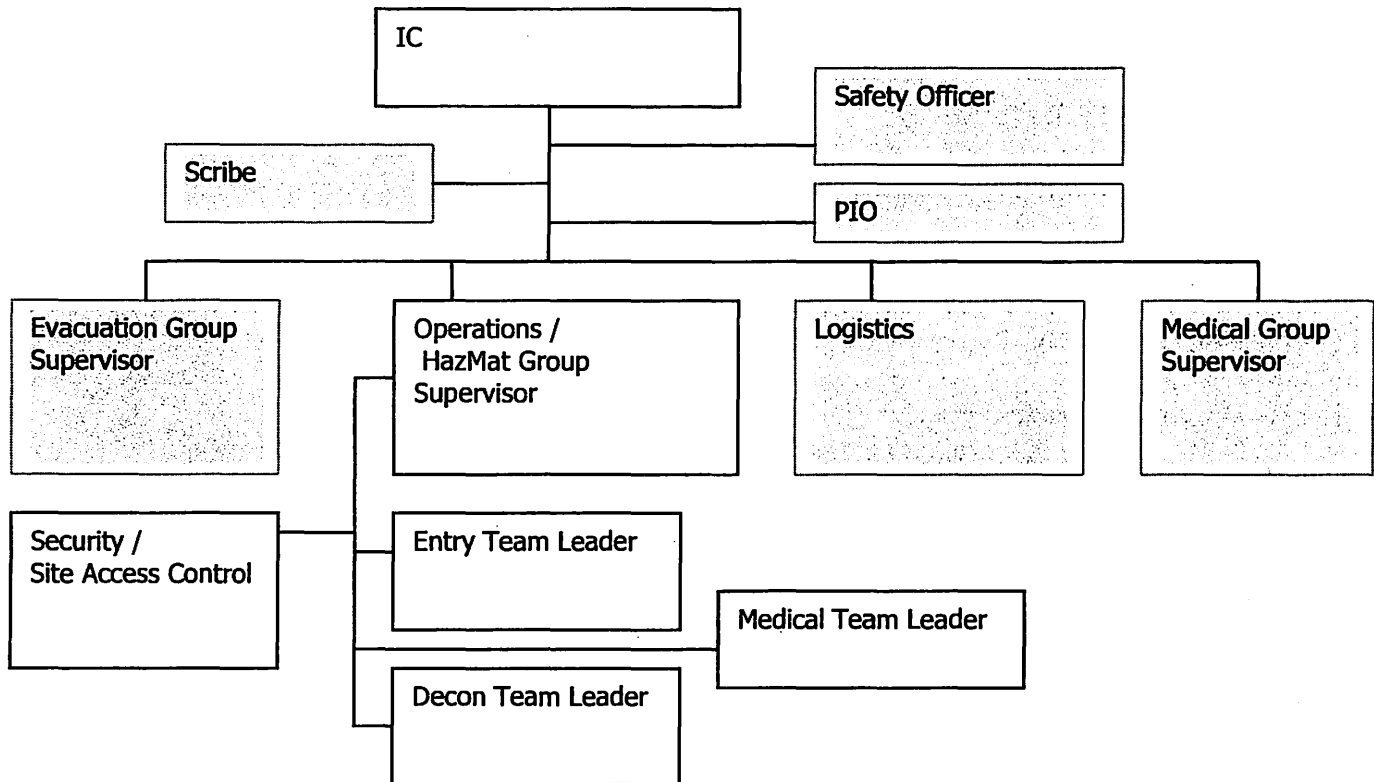 IC
Safety Officer
Scribe
PIO
Evacuation Group
Supervisor
Operations /
HazMat Group
Supervisor
Logistics
Medical Group
Supervisor
Security /
Site Access Control
Entry Team Leader
Medical Team Leader
Decon Team Leader